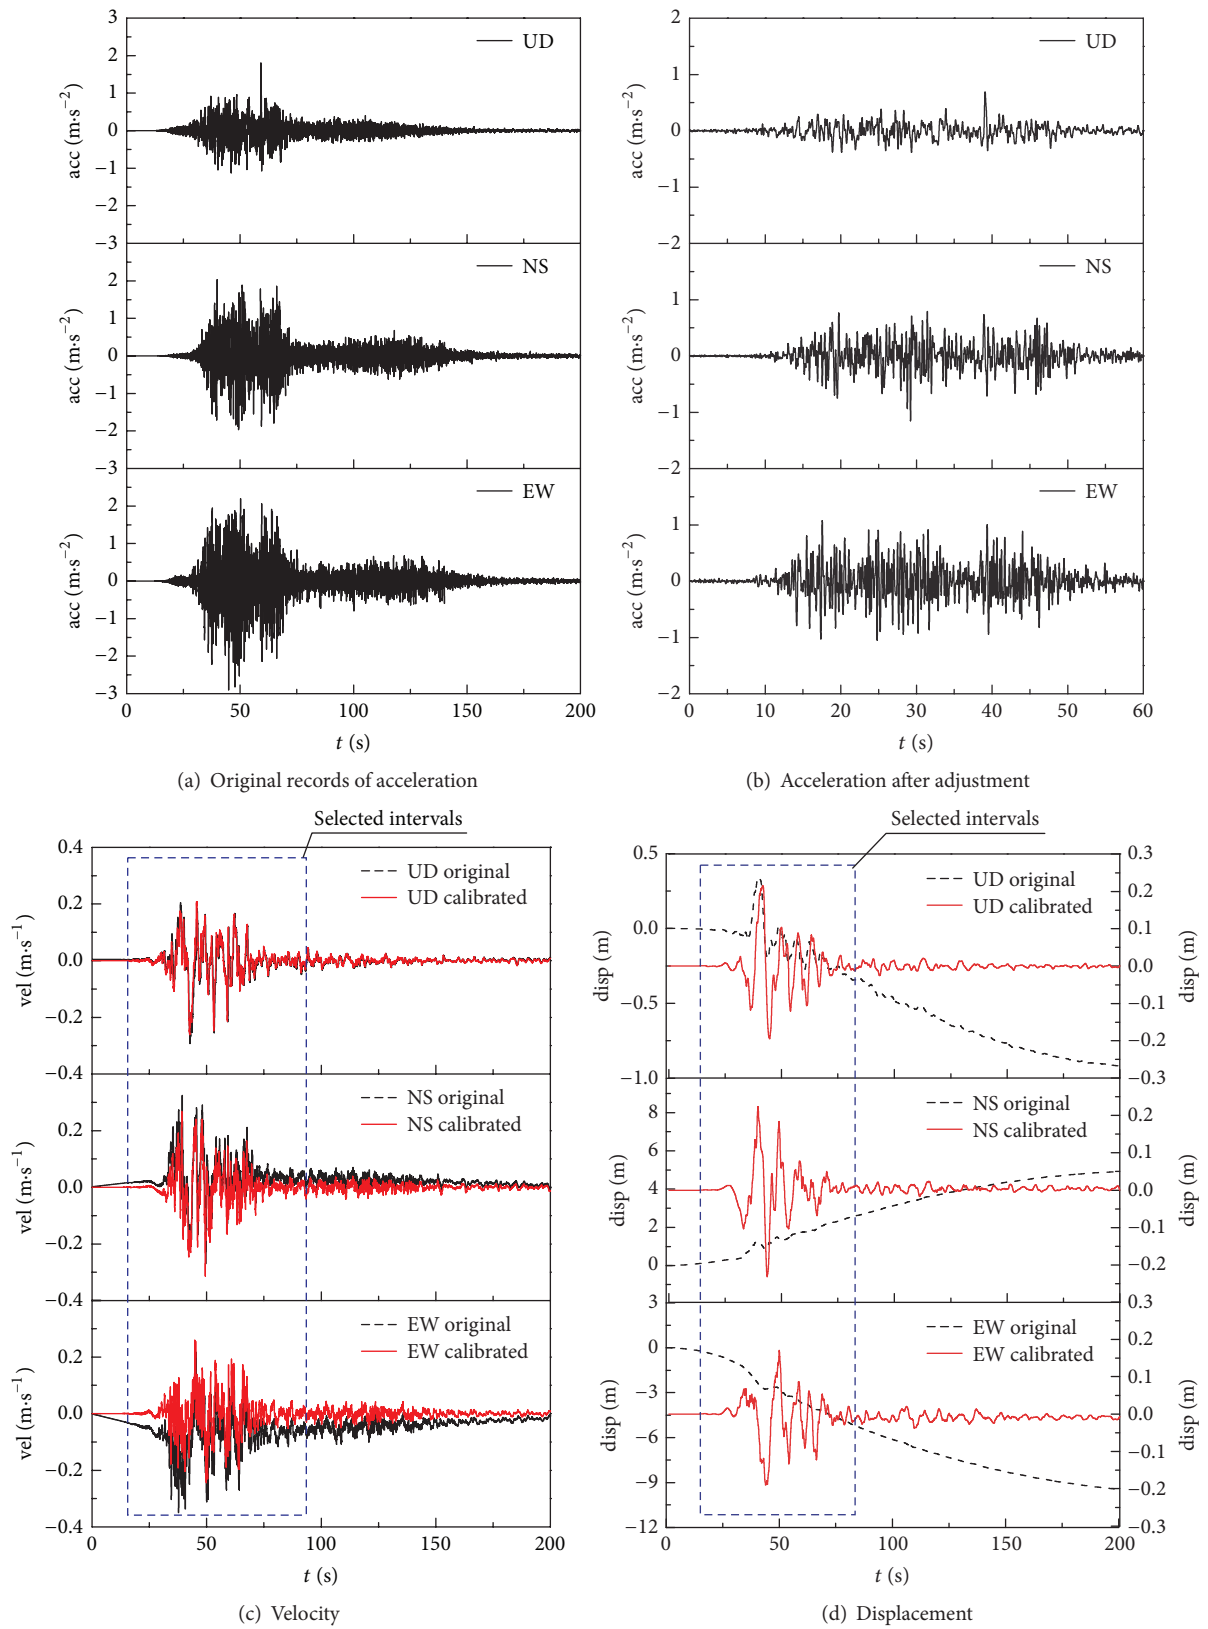 3
UD
2
1
0
−1
−2
−3
acc (m·s−2)
NS
2
1
0
−1
−2
−3
acc (m·s−2)
EW
2
1
0
−1
−2
−3
acc (m·s−2)
0 50 100 150 200
t (s)
(a) Original records of acceleration
2
UD
1
0
−1
−2
acc (m·s−2)
NS
1
0
−1
−2
acc (m·s−2)
EW
1
0
−1
−2
acc (m·s−2)
0 10 20 30 40 50 60
t (s)
(b) Acceleration after adjustment
Selected intervals
0.4
UD original
UD calibrated
0.2
0.0
−0.2
−0.4
vel (m·s−1)
NS original
NS calibrated
0.2
0.0
−0.2
−0.4
vel (m·s−1)
EW original
EW calibrated
0.2
0.0
−0.2
−0.4
vel (m·s−1)
0 50 100 150 200
t (s)
(c) Velocity
Selected intervals
0.5 0.3
UD original
UD calibrated
0.2
0.0 0.1
0.0
−0.5 −0.1
−0.2
−1.0 −0.3
disp (m)
disp (m)
NS original
NS calibrated
8
6
4
2
0
0.2
0.1
0.0
−0.1
−0.2
disp (m)
disp (m)
3 0.3
EW original
EW calibrated
0
−3
−6
−9
−12
0.2
0.1
0.0
−0.1
−0.2
−0.3
disp (m)
disp (m)
0 50 100 150 200
t (s)
(d) Displacement